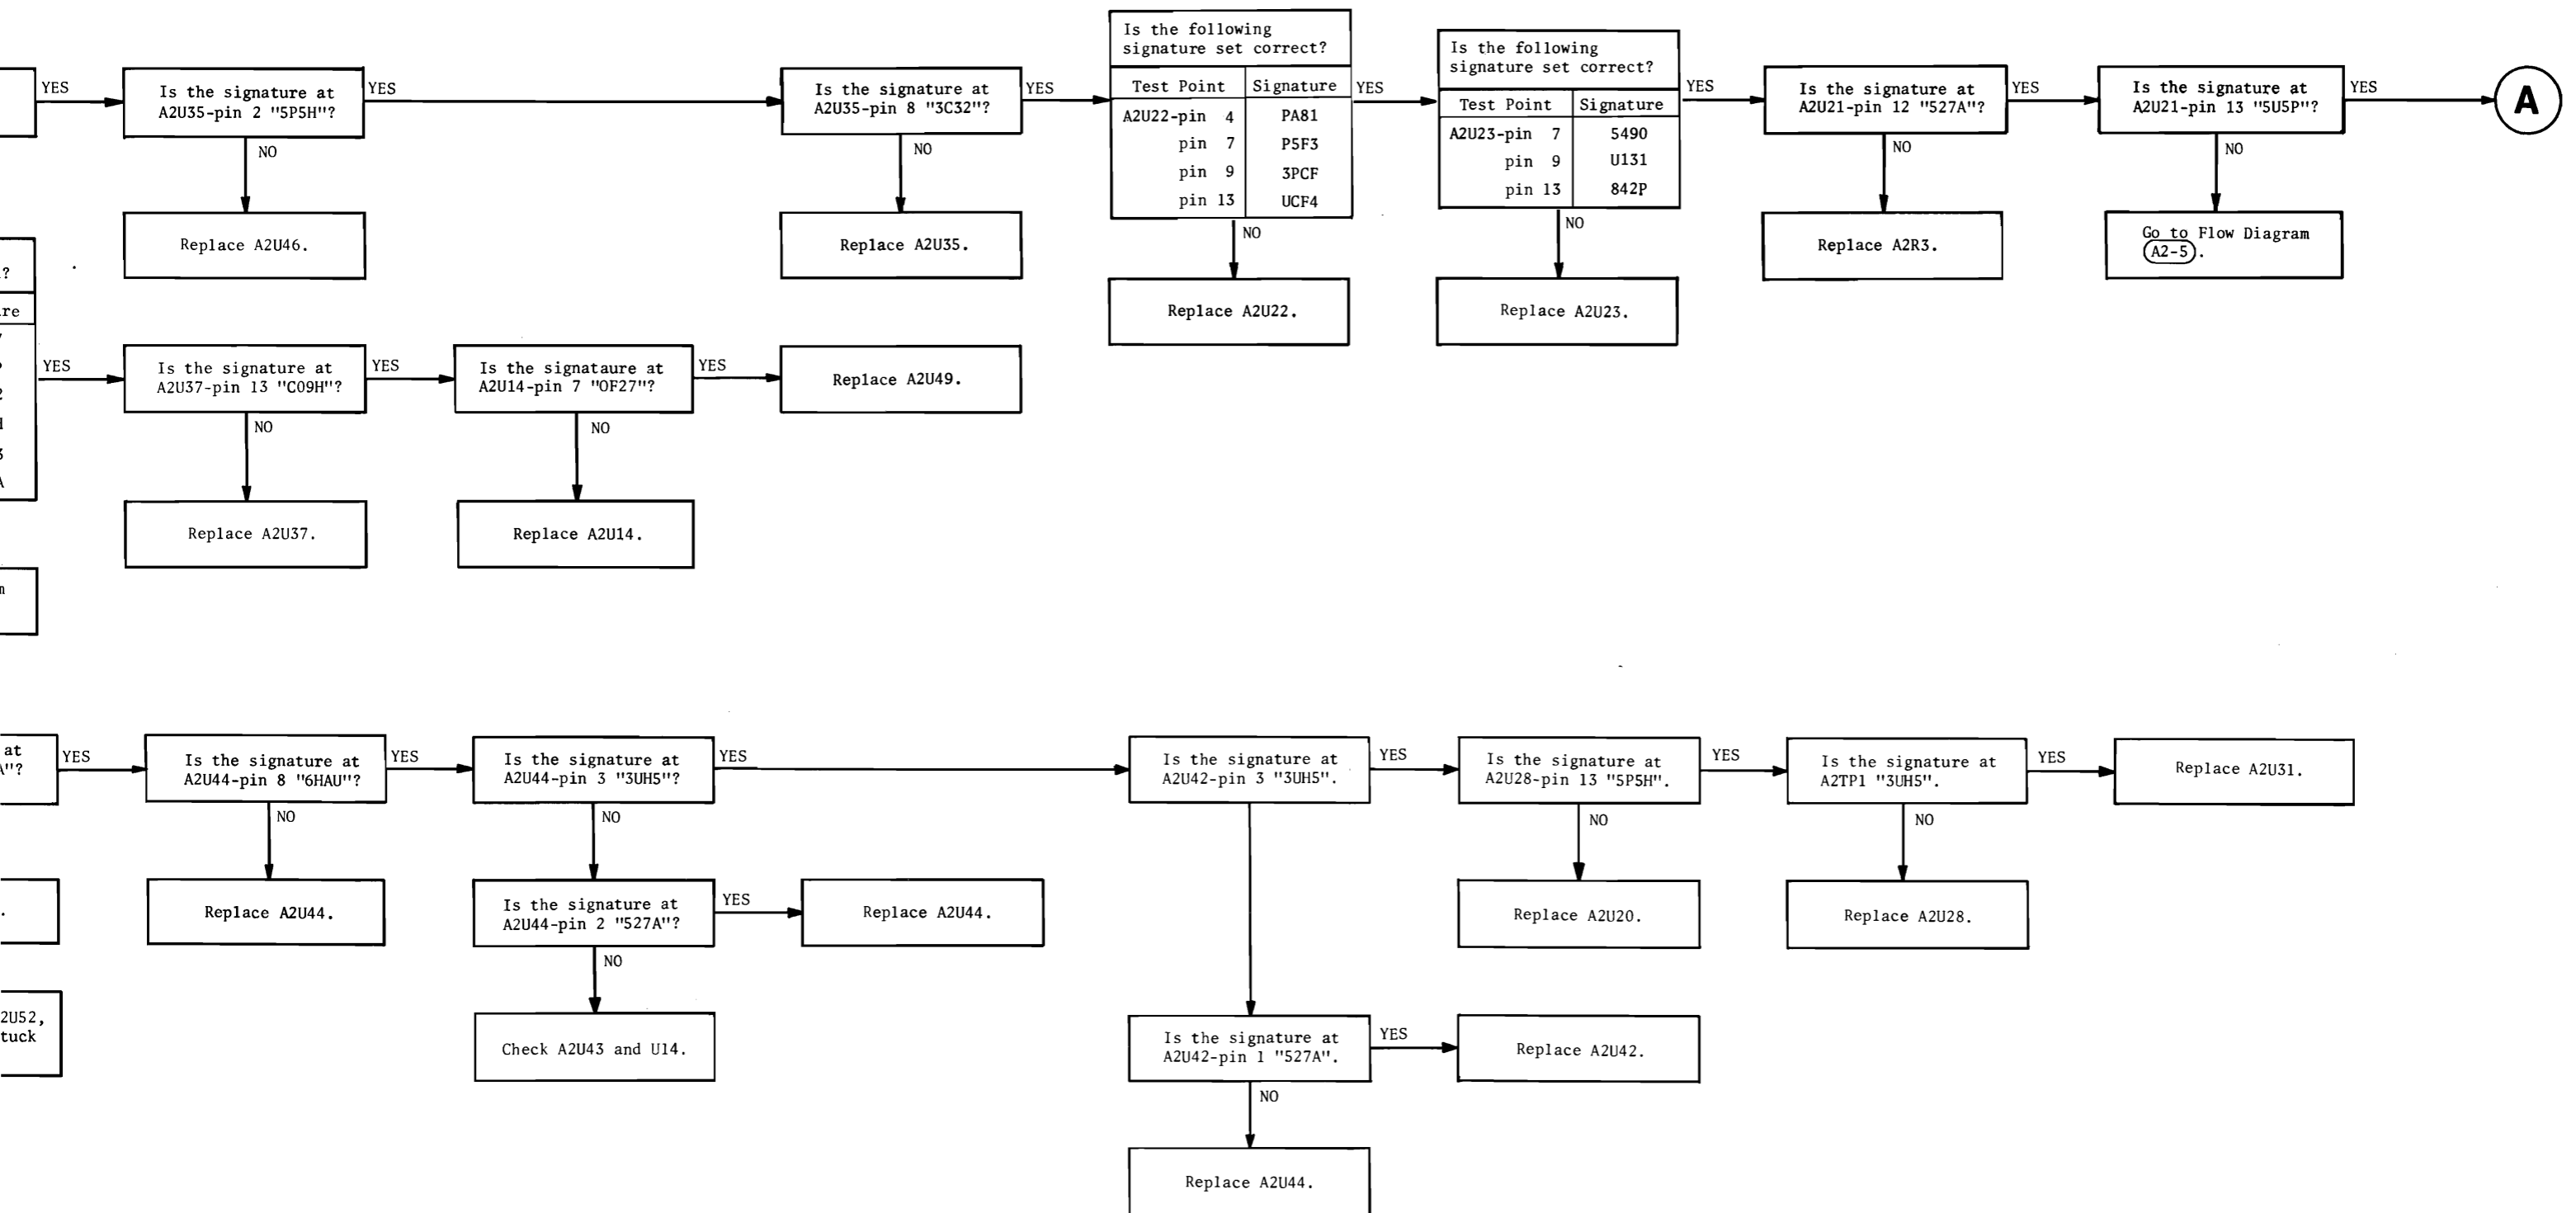 YES
Is the signature at
A2U35-pin 2 "5P5H"?
YES
NO
Replace A2U46.
Is the signature at
A2U35-pin 8 "3C32"?
YES
NO
Replace A2U35.
Is the following
signature set correct?
Test Point Signature
A2U22-pin 4 PA81
pin 7 P5F3
pin 9 3PCF
pin 13 UCF4
YES
NO
Replace A2U22.
Is the following
signature set correct?
Test Point Signature
A2U23-pin 7 5490
pin 9 U131
pin 13 842P
YES
NO
Replace A2U23.
Is the signature at
A2U21-pin 12 "527A"?
YES
NO
Replace A2R3.
Is the signature at
A2U21-pin 13 "5U5P"?
YES
NO
Go to Flow Diagram
A2-5.
A
?
re
2
3
A
YES
Is the signature at
A2U37-pin 13 "C09H"?
YES
NO
Replace A2U37.
Is the signataure at
A2U14-pin 7 "OF27"?
YES
NO
Replace A2U14.
Replace A2U49.
at
"?
YES
Is the signature at
A2U44-pin 8 "6HAU"?
YES
NO
Replace A2U44.
Is the signature at
A2U44-pin 3 "3UH5"?
YES
NO
Is the signature at
A2U44-pin 2 "527A"?
YES
Replace A2U44.
NO
Check A2U43 and U14.
Is the signature at
A2U42-pin 3 "3UH5".
YES
Is the signature at
A2U28-pin 13 "5P5H".
YES
NO
Replace A2U20.
Is the signature at
A2TP1 "3UH5".
YES
NO
Replace A2U28.
Replace A2U31.
Is the signature at
A2U42-pin 1 "527A".
YES
Replace A2U42.
NO
Replace A2U44.
.
2U52,
tuck